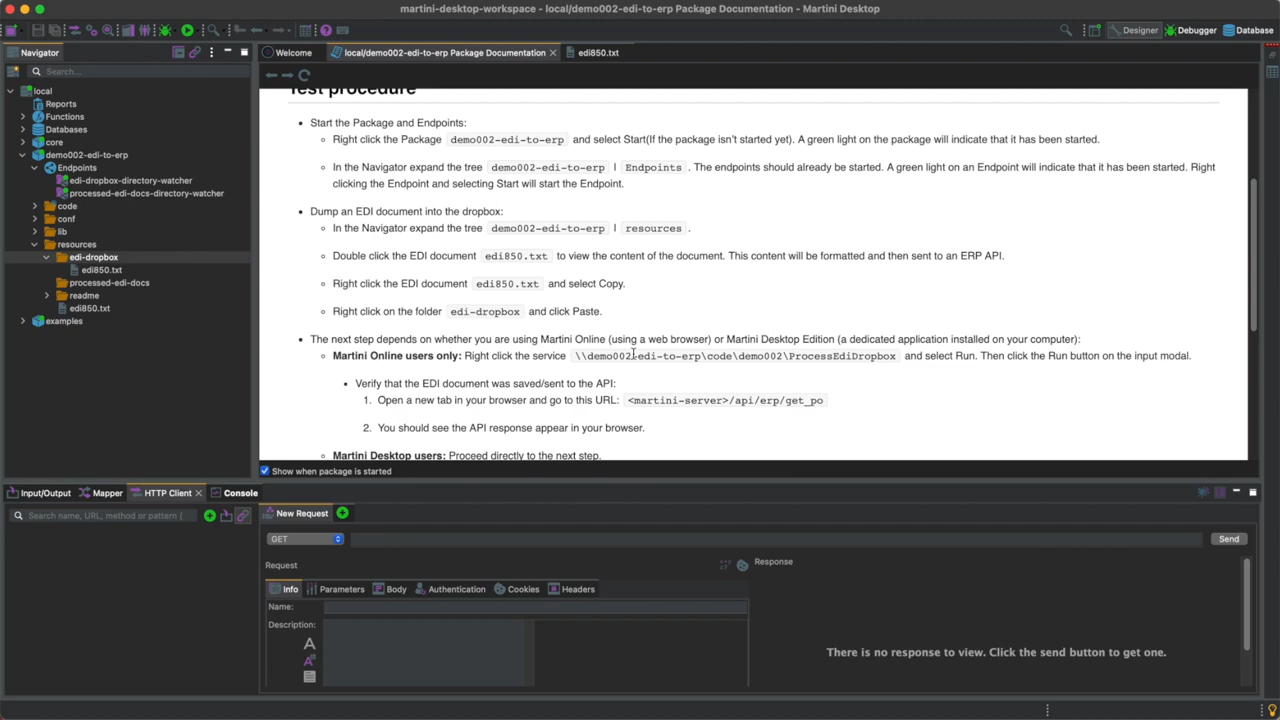 martini-desktop-workspace - local/demo002-edi-to-erp Package Documentation - Martini Desktop
Designer
Debugger
Database
Navigator
Search...
local
Reports
Functions
Databases
core
demo002-edi-to-erp
Endpoints
edi-dropbox-directory-watcher
processed-edi-docs-directory-watcher
code
conf
lib
resources
edi-dropbox
edi850.txt
processed-edi-docs
readme
edi850.txt
examples
Welcome
local/demo002-edi-to-erp Package Documentation
edi850.txt
Test procedure
• Start the Package and Endpoints:
Right click the Package demo002-edi-to-erp and select Start(If the package isn't started yet). A green light on the package will indicate that it has been started.
In the Navigator expand the tree demo002-edi-to-erp | Endpoints . The endpoints should already be started. A green light on an Endpoint will indicate that it has been started. Right
clicking the Endpoint and selecting Start will start the Endpoint.
• Dump an EDI document into the dropbox:
In the Navigator expand the tree demo002-edi-to-erp | resources .
Double click the EDI document edi850.txt to view the content of the document. This content will be formatted and then sent to an ERP API.
Right click the EDI document edi850.txt and select Copy.
Right click on the folder edi-dropbox and click Paste.
• The next step depends on whether you are using Martini Online (using a web browser) or Martini Desktop Edition (a dedicated application installed on your computer):
Martini Online users only: Right click the service \\demo002-edi-to-erp\code\demo002\ProcessEdiDropbox and select Run. Then click the Run button on the input modal.
Verify that the EDI document was saved/sent to the API:
1. Open a new tab in your browser and go to this URL: <martini-server>/api/erp/get_po
2. You should see the API response appear in your browser.
Martini Desktop users: Proceed directly to the next step.
Show when package is started
Input/Output
Mapper
HTTP Client
Console
Search name, URL, method or pattern (
New Request
GET
Send
Request
Response
Info
Parameters
Body
Authentication
Cookies
Headers
Name:
Description:
There is no response to view. Click the send button to get one.